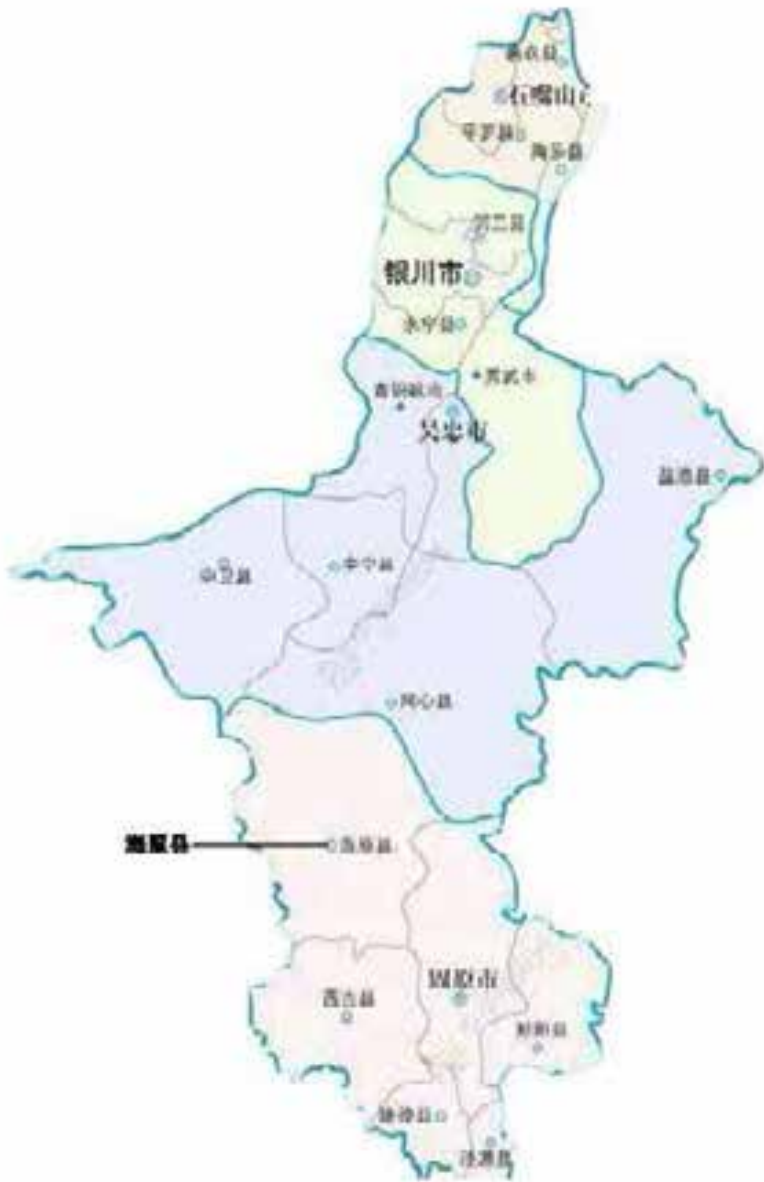 惠农县
石嘴山市
平罗县
陶乐县
贺兰县
银川市
永宁县
灵武市
青铜峡市
吴忠市
盐池县
中卫县
中宁县
同心县
海原县
海原县
固原市
西吉县
彭阳县
隆德县
泾源县